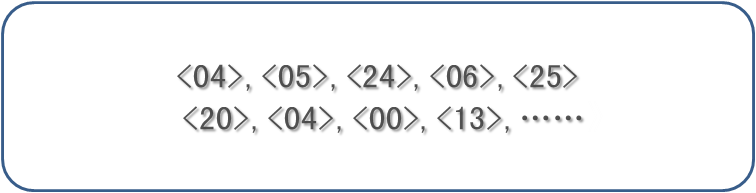 <04>, <05>, <24>, <06>, <25>
<20>, <04>, <00>, <13>, ……